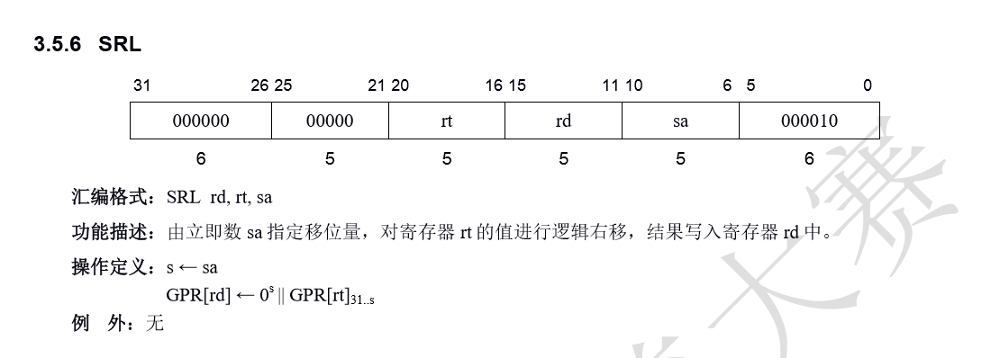 3.5.6 SRL
31 26 25 21 20 16 15 11 10 6 5 0
000000 00000 rt rd sa 000010
6 5 5 5 5 6
汇编格式：SRL rd, rt, sa
功能描述：由立即数 sa 指定移位量，对寄存器 rt 的值进行逻辑右移，结果写入寄存器 rd 中。
操作定义：s ← sa
GPR[rd] ← 0ˢ || GPR[rt]31..s
例 外：无
大赛